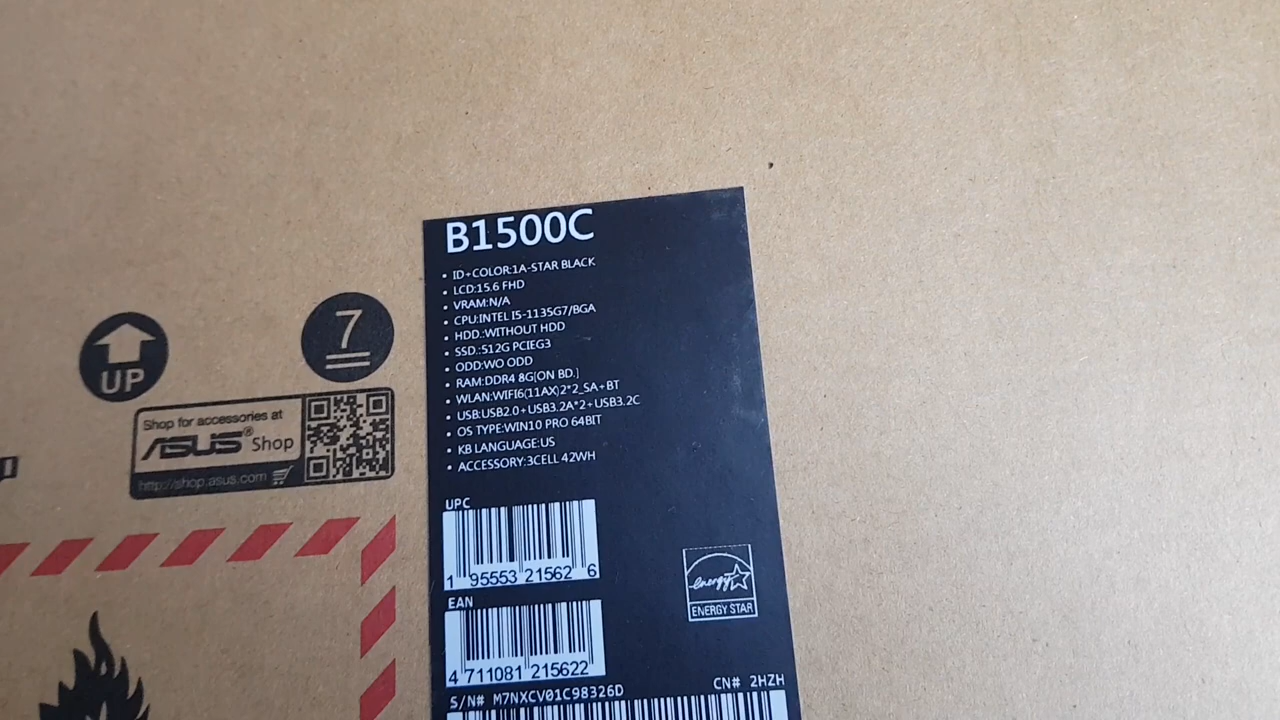 B1500C
• ID+COLOR:1A-STAR BLACK
• LCD:15.6 FHD
• VRAM:N/A
• CPU:INTEL I5-1135G7/BGA
• HDD.:WITHOUT HDD
• SSD.:512G PCIEG3
• ODD:WO ODD
• RAM:DDR4 8G[ON BD.]
• WLAN:WIFI6(11AX)2*2_SA+BT
• USB:USB2.0+USB3.2A*2+USB3.2C
• OS TYPE:WIN10 PRO 64BIT
• KB LANGUAGE:US
• ACCESSORY:3CELL 42WH
UPC
1 95553 21562 6
EAN
4 711081 215622
S/N# M7NXCV01C98326D
CN# 2HZH
ENERGY STAR
energy
UP
7
Shop for accessories at
ASUS® Shop
http://shop.asus.com